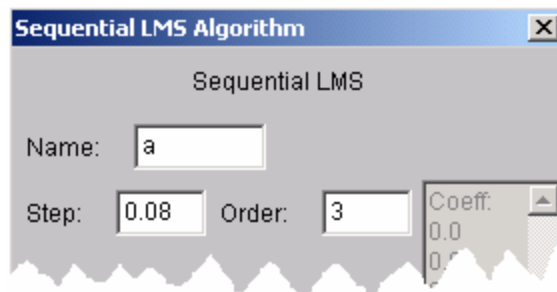 Sequential LMS Algorithm
Sequential LMS
Name: a
Step: 0.08 Order: 3 Coeff:
0.0